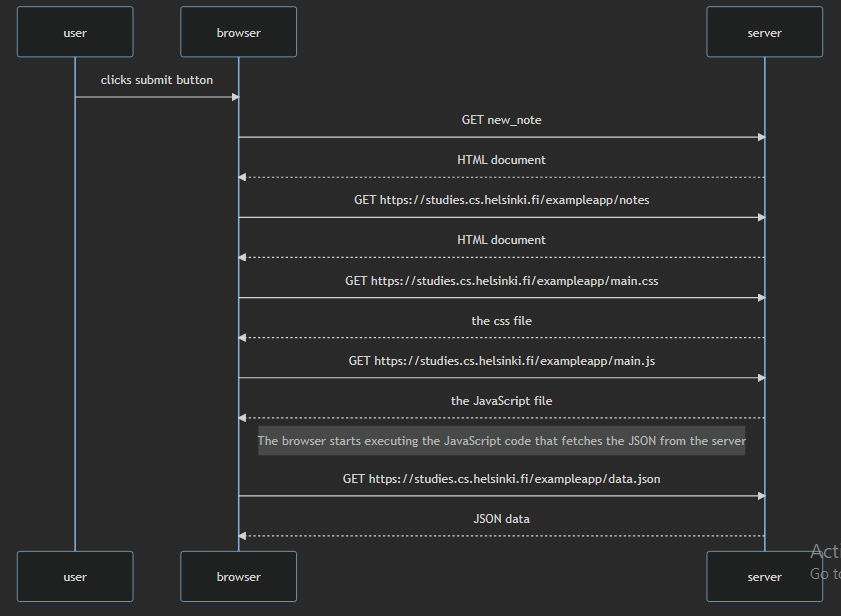 user browser server
clicks submit button
GET new_note
HTML document
GET https://studies.cs.helsinki.fi/exampleapp/notes
HTML document
GET https://studies.cs.helsinki.fi/exampleapp/main.css
the css file
GET https://studies.cs.helsinki.fi/exampleapp/main.js
the JavaScript file
The browser starts executing the JavaScript code that fetches the JSON from the server
GET https://studies.cs.helsinki.fi/exampleapp/data.json
JSON data
user browser server
Acti
Go to